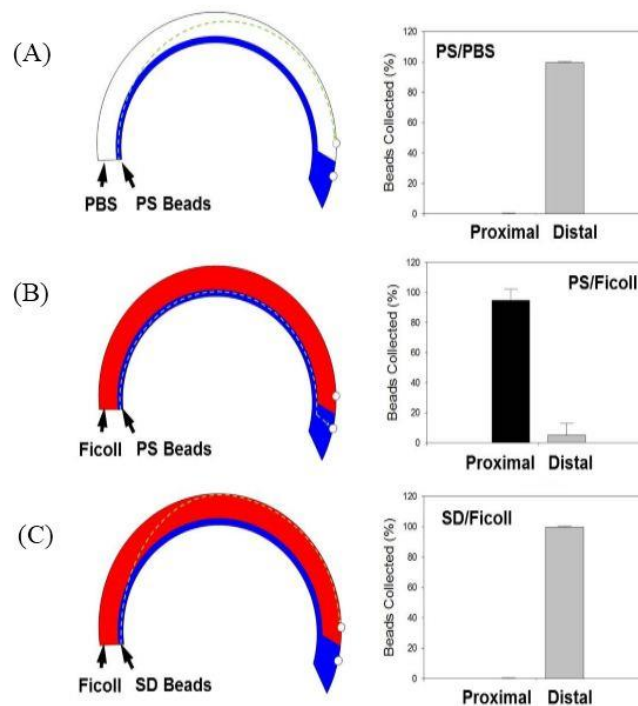 (A)
PBS PS Beads
PS/PBS
Beads Collected (%)
120
100
80
60
40
20
0
Proximal Distal
(B)
Ficoll PS Beads
PS/Ficoll
Beads Collected (%)
120
100
80
60
40
20
0
Proximal Distal
(C)
Ficoll SD Beads
SD/Ficoll
Beads Collected (%)
120
100
80
60
40
20
0
Proximal Distal